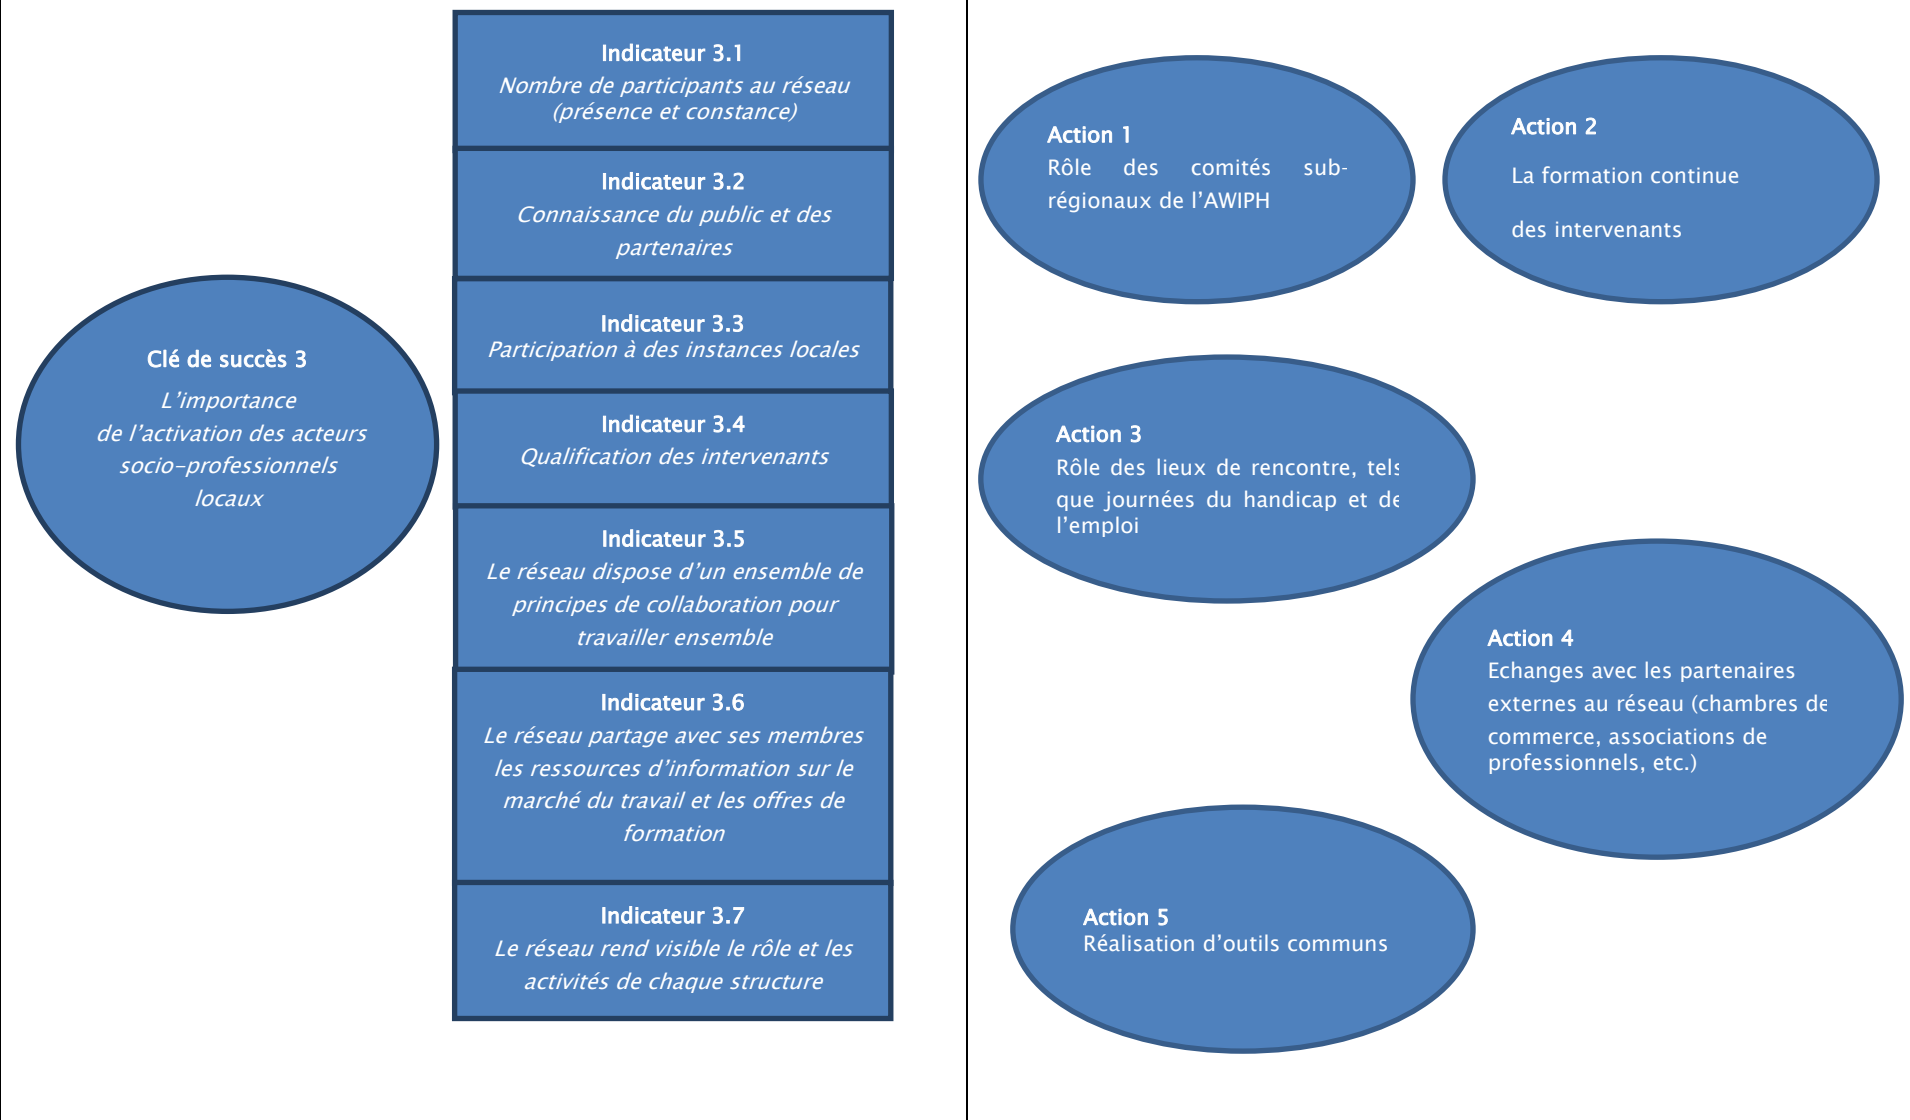 Clé de succès 3
L’importance
de l’activation des acteurs
socio-professionnels
locaux
Indicateur 3.1
Nombre de participants au réseau
(présence et constance)
Indicateur 3.2
Connaissance du public et des
partenaires
Indicateur 3.3
Participation à des instances locales
Indicateur 3.4
Qualification des intervenants
Indicateur 3.5
Le réseau dispose d’un ensemble de
principes de collaboration pour
travailler ensemble
Indicateur 3.6
Le réseau partage avec ses membres
les ressources d’information sur le
marché du travail et les offres de
formation
Indicateur 3.7
Le réseau rend visible le rôle et les
activités de chaque structure
Action 1
Rôle des comités sub-
régionaux de l’AWIPH
Action 2
La formation continue
des intervenants
Action 3
Rôle des lieux de rencontre, tels
que journées du handicap et de
l’emploi
Action 4
Echanges avec les partenaires
externes au réseau (chambres de
commerce, associations de
professionnels, etc.)
Action 5
Réalisation d’outils communs